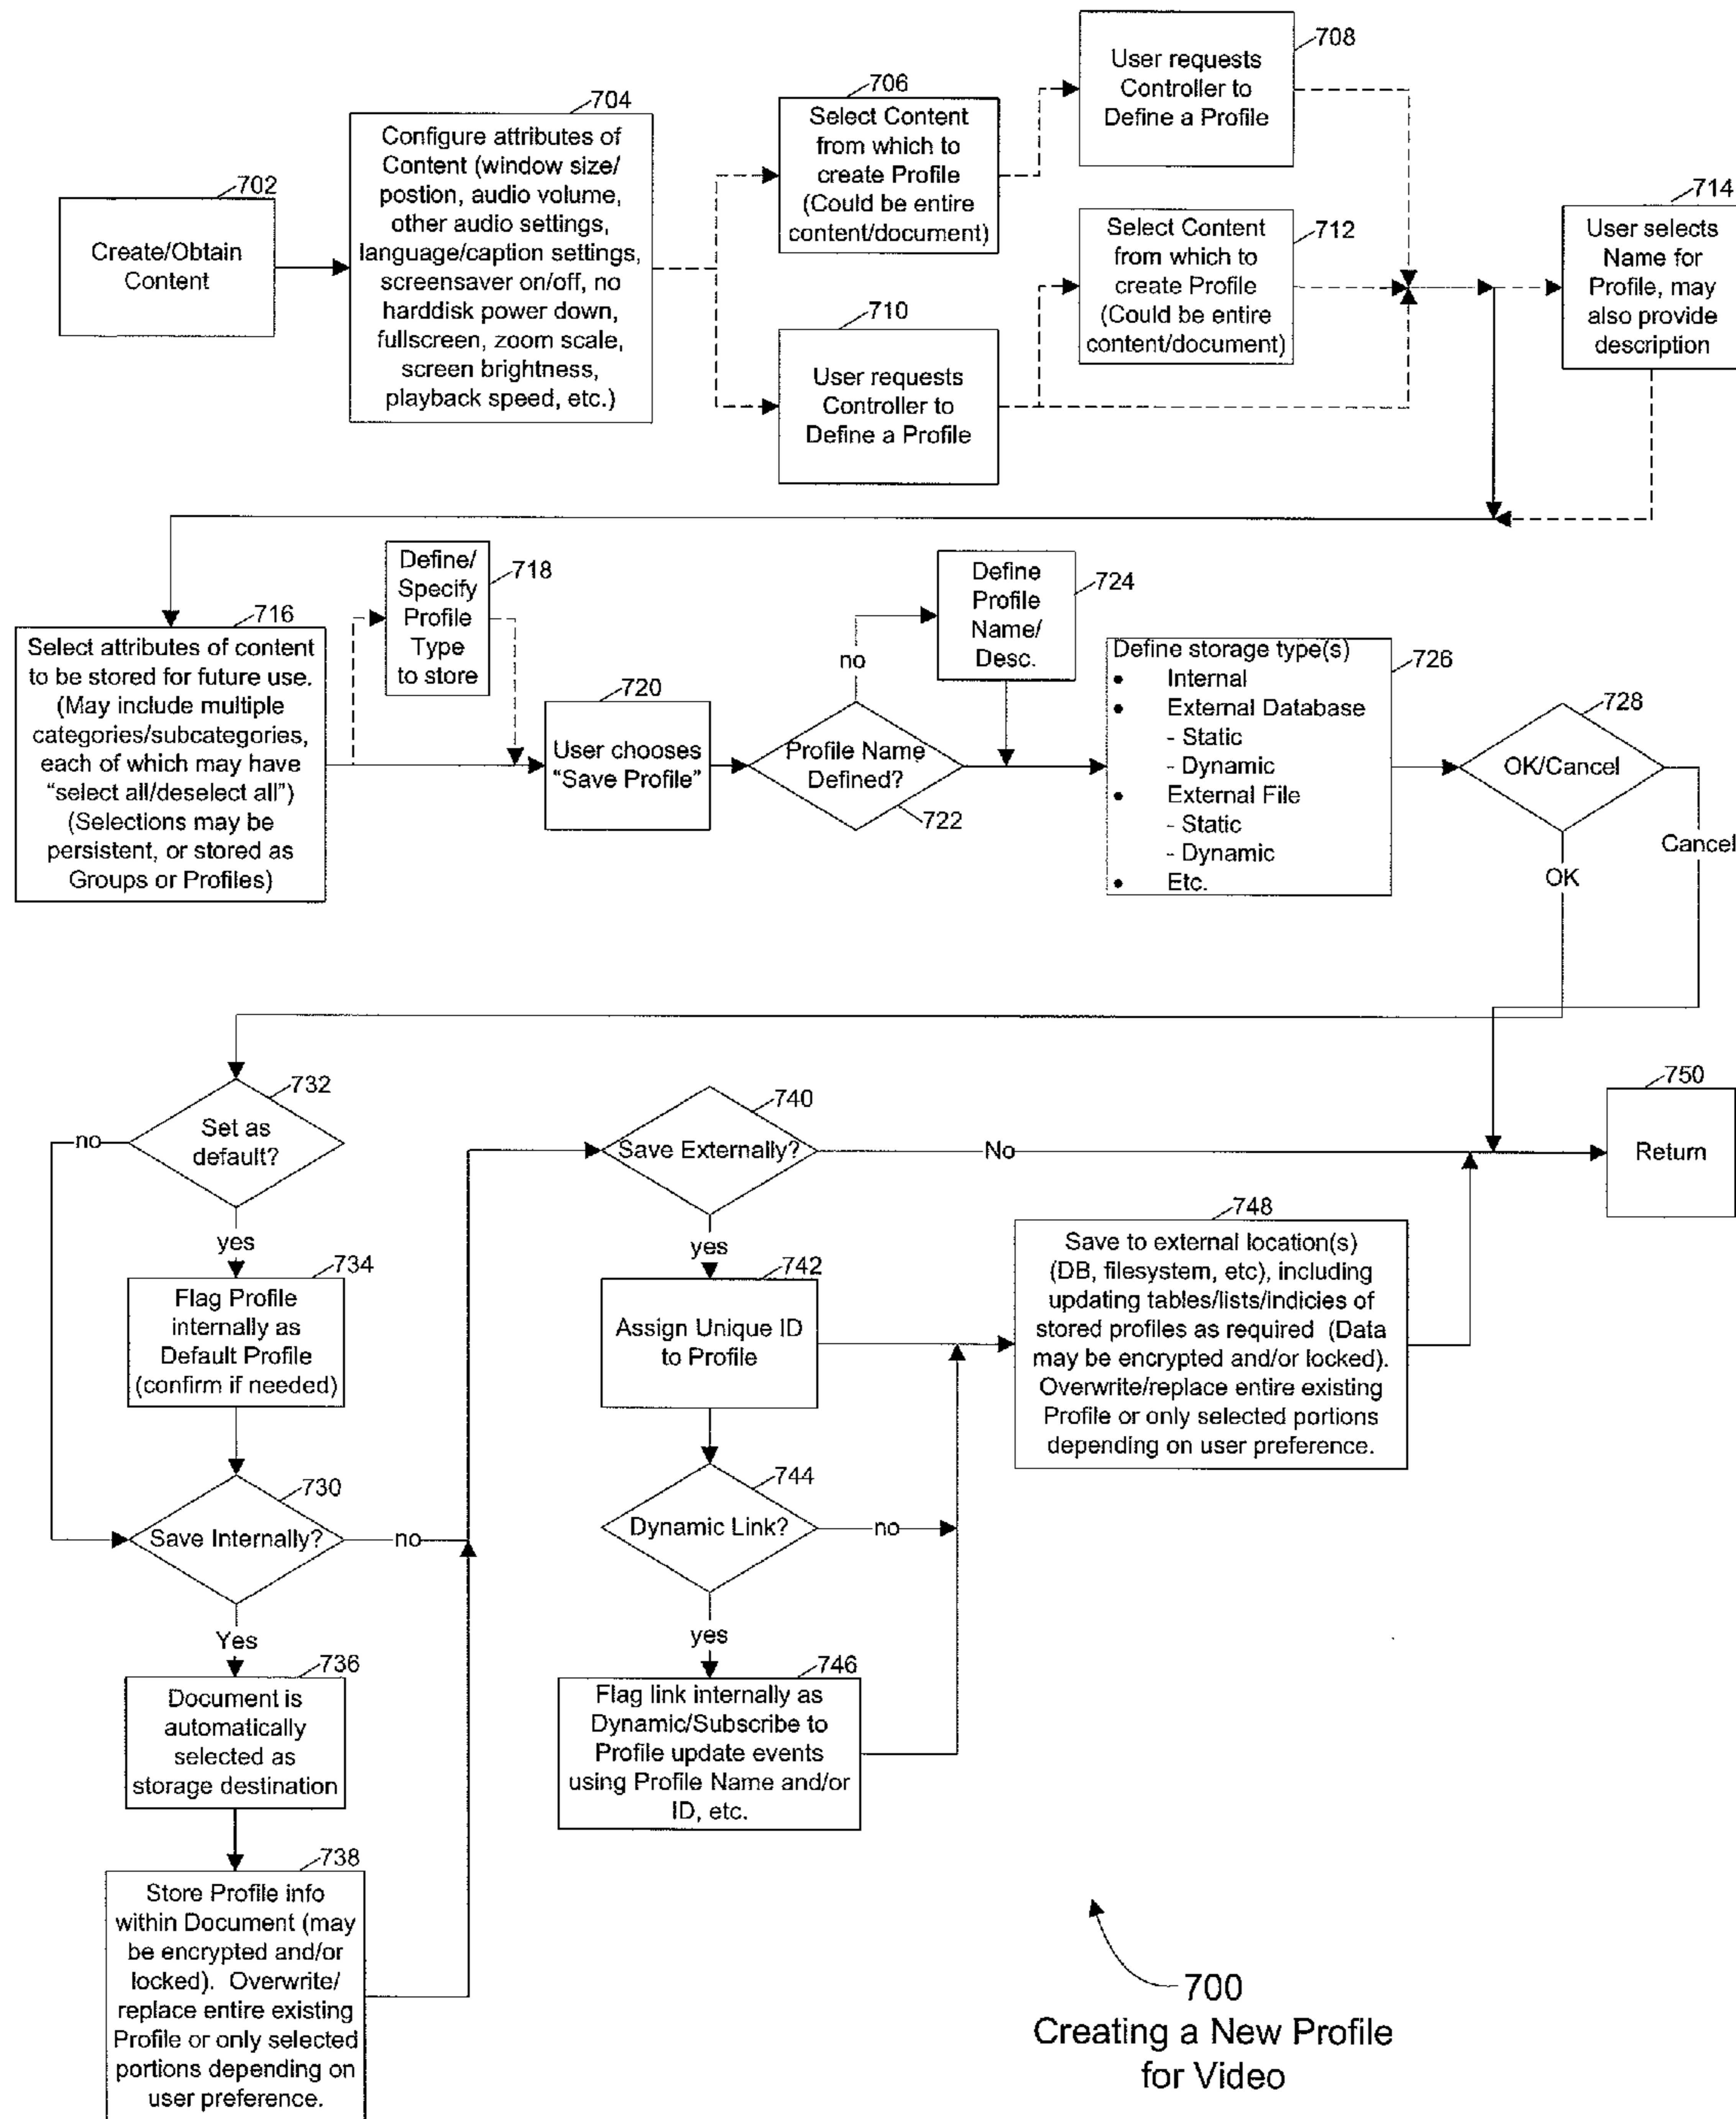 702
Create/Obtain
Content
704
Configure attributes of
Content (window size/
postion, audio volume,
other audio settings,
language/caption settings,
screensaver on/off, no
harddisk power down,
fullscreen, zoom scale,
screen brightness,
playback speed, etc.)
706
Select Content
from which to
create Profile
(Could be entire
content/document)
708
User requests
Controller to
Define a Profile
710
User requests
Controller to
Define a Profile
712
Select Content
from which to
create Profile
(Could be entire
content/document)
714
User selects
Name for
Profile, may
also provide
description
716
Select attributes of content
to be stored for future use.
(May include multiple
categories/subcategories,
each of which may have
“select all/deselect all”)
(Selections may be
persistent, or stored as
Groups or Profiles)
718
Define/
Specify
Profile
Type
to store
720
User chooses
“Save Profile”
Profile Name
Defined?
722
no
724
Define
Profile
Name/
Desc.
726
Define storage type(s)
• Internal
• External Database
- Static
- Dynamic
• External File
- Static
- Dynamic
• Etc.
728
OK/Cancel
Cancel
OK
732
Set as
default?
no
yes
734
Flag Profile
internally as
Default Profile
(confirm if needed)
730
Save Internally?
no
Yes
736
Document is
automatically
selected as
storage destination
738
Store Profile info
within Document (may
be encrypted and/or
locked). Overwrite/
replace entire existing
Profile or only selected
portions depending on
user preference.
740
Save Externally?
No
yes
742
Assign Unique ID
to Profile
744
Dynamic Link?
no
yes
746
Flag link internally as
Dynamic/Subscribe to
Profile update events
using Profile Name and/or
ID, etc.
748
Save to external location(s)
(DB, filesystem, etc), including
updating tables/lists/indicies of
stored profiles as required (Data
may be encrypted and/or locked).
Overwrite/replace entire existing
Profile or only selected portions
depending on user preference.
750
Return
700
Creating a New Profile
for Video